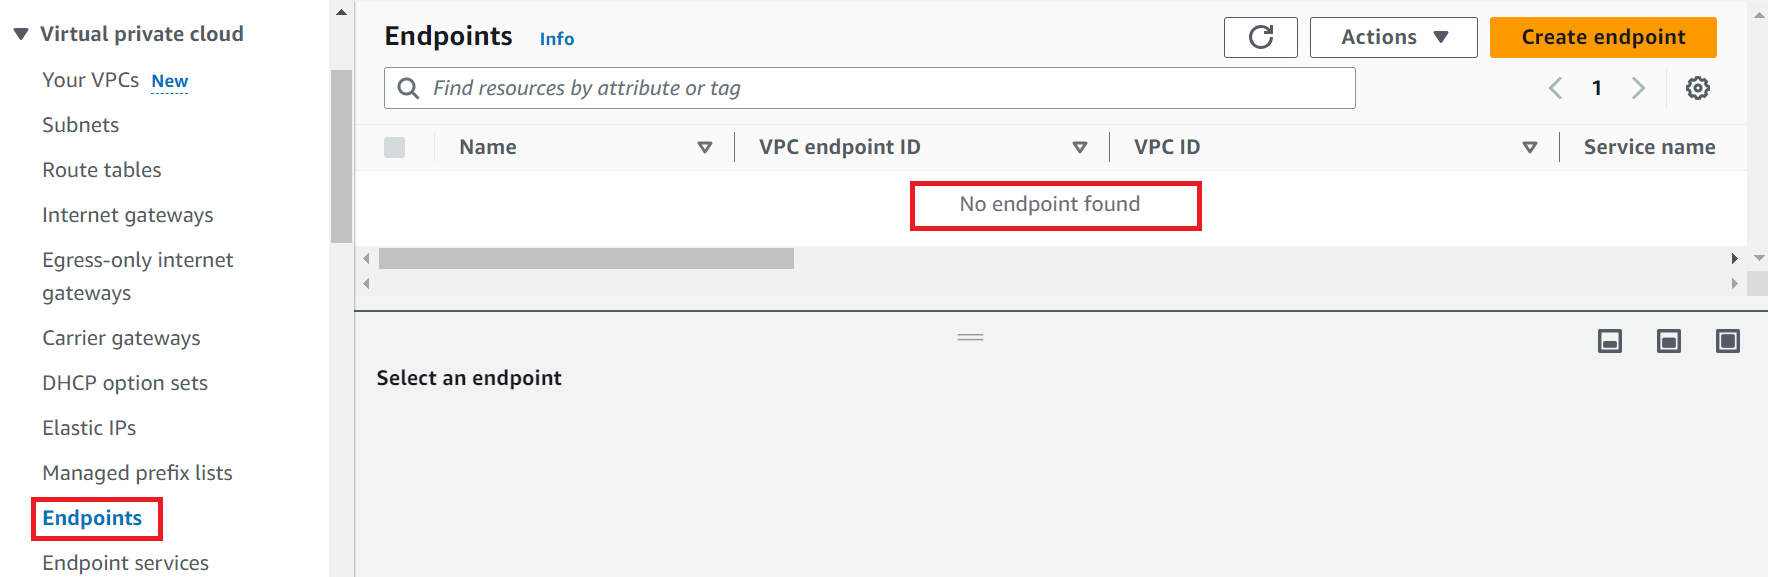 Virtual private cloud
Your VPCs New
Subnets
Route tables
Internet gateways
Egress-only internet
gateways
Carrier gateways
DHCP option sets
Elastic IPs
Managed prefix lists
Endpoints
Endpoint services
Endpoints Info
Actions
Create endpoint
Find resources by attribute or tag
1
Name
VPC endpoint ID
VPC ID
Service name
No endpoint found
Select an endpoint